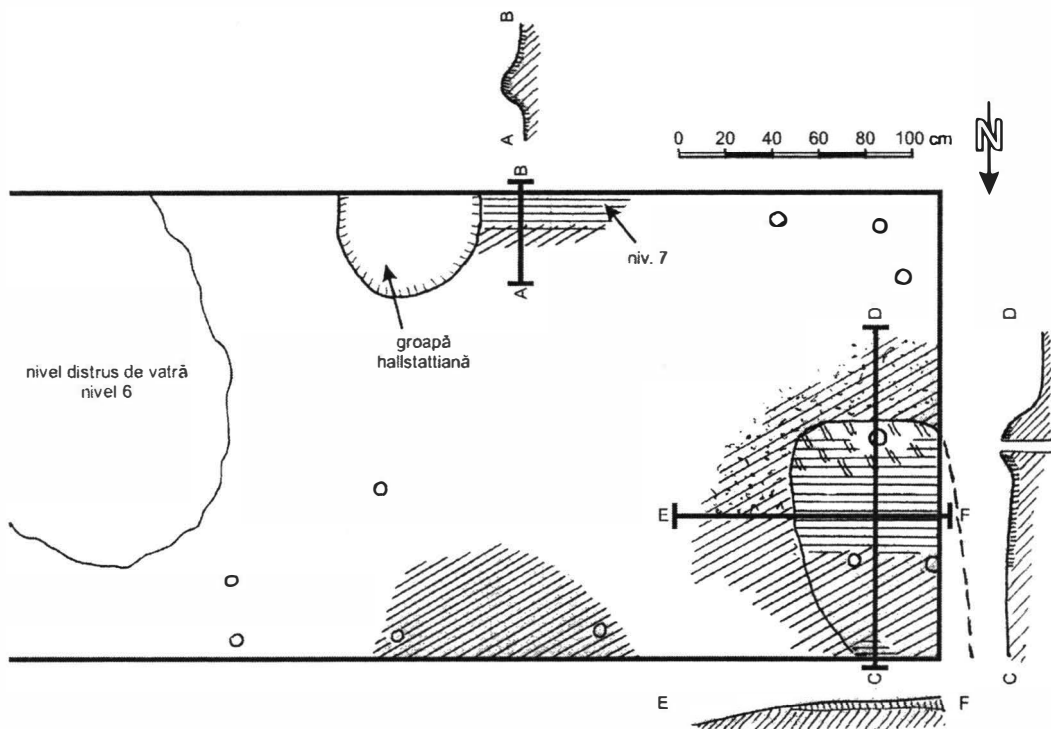 B
A
0 20 40 60 80 100 cm
N
B
A
niv. 7
groapă
hallstattiană
nivel distrus de vatră
nivel 6
D
D
E
F
C
C
E
F